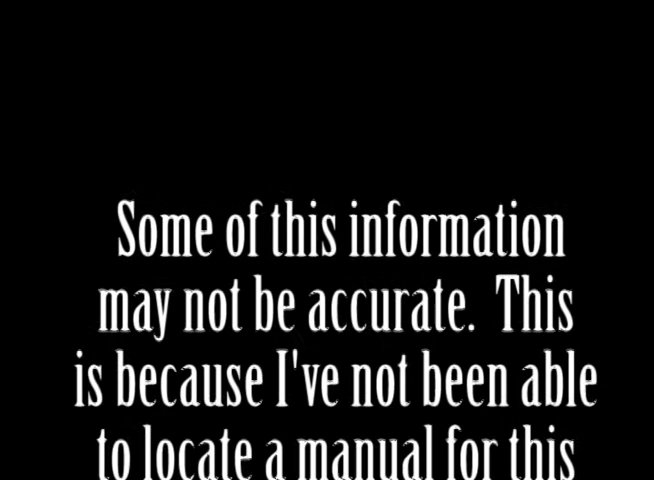 Some of this information
may not be accurate.  This
is because I've not been able
to locate a manual for this